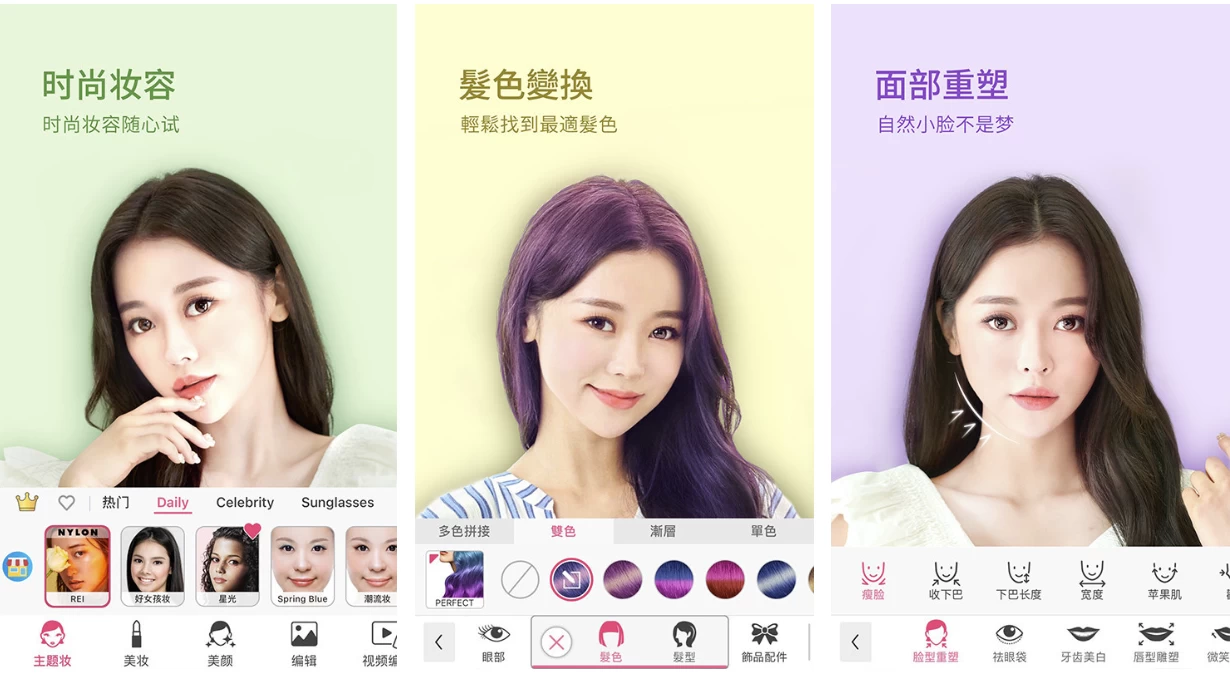 时尚妆容
时尚妆容随心试
热门 Daily Celebrity Sunglasses
NYLON
REI 好女孩妆 星光 Spring Blue 潮流妆
主题妆 美妆 美颜 编辑 视频编
髮色變換
輕鬆找到最適髮色
多色拼接 雙色 漸層 單色
PERFECT
眼部 髮色 髮型 飾品配件
面部重塑
自然小脸不是梦
瘦脸 收下巴 下巴长度 宽度 苹果肌
脸型重塑 祛眼袋 牙齿美白 唇型雕塑 微笑